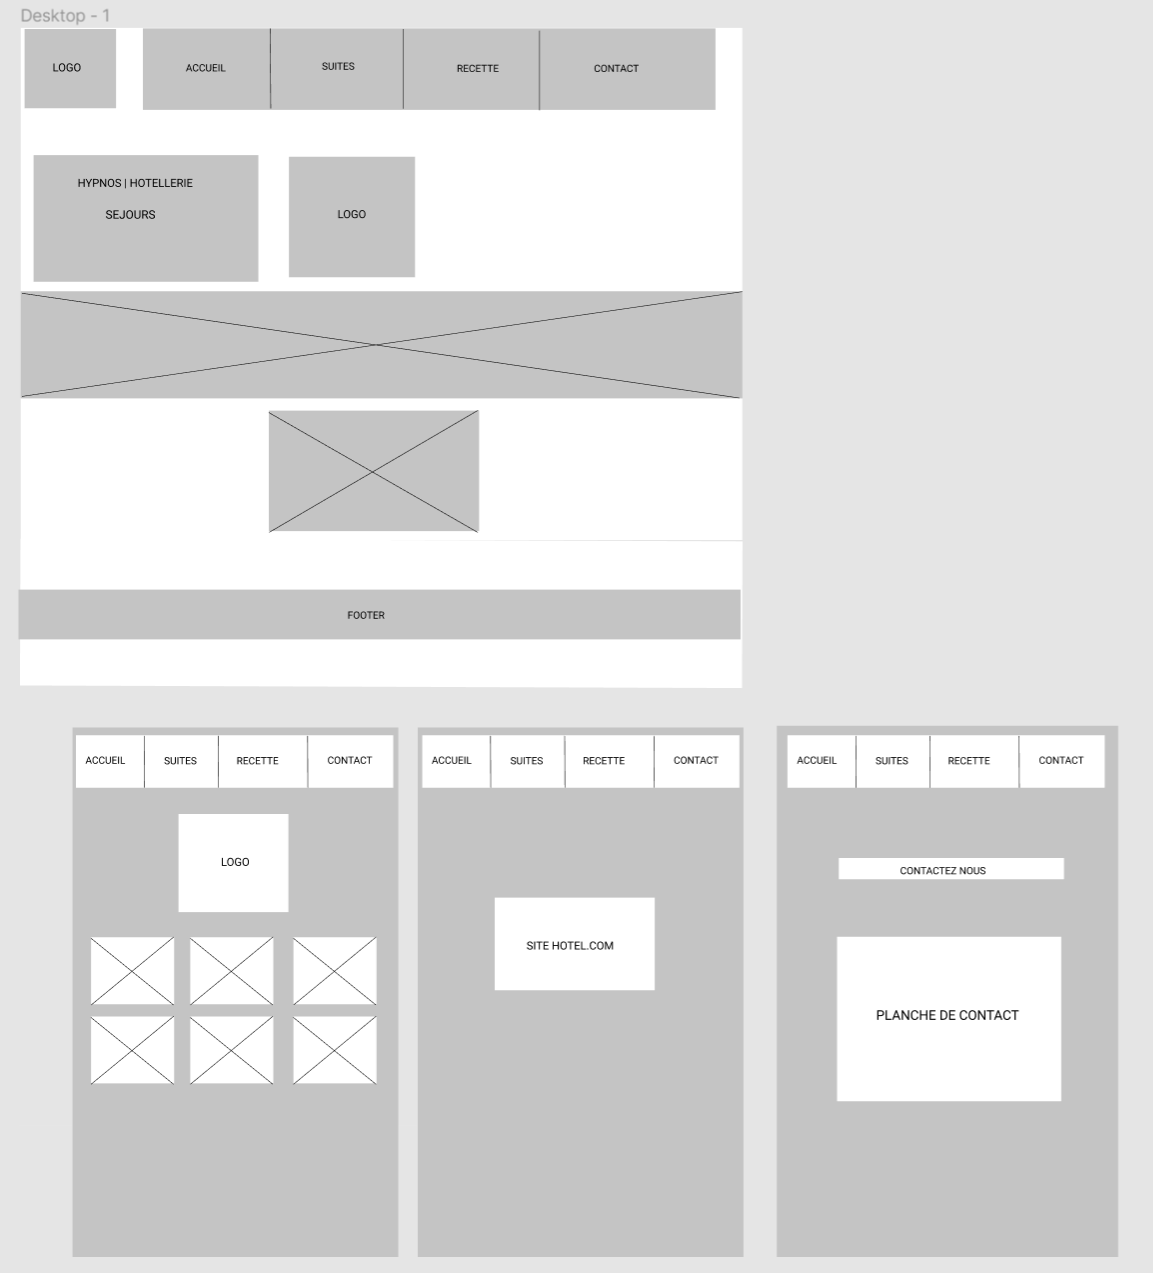 Desktop - 1
LOGO
ACCUEIL
SUITES
RECETTE
CONTACT
HYPNOS | HOTELLERIE
SEJOURS
LOGO
FOOTER
ACCUEIL
SUITES
RECETTE
CONTACT
LOGO
ACCUEIL
SUITES
RECETTE
CONTACT
SITE HOTEL.COM
ACCUEIL
SUITES
RECETTE
CONTACT
CONTACTEZ NOUS
PLANCHE DE CONTACT